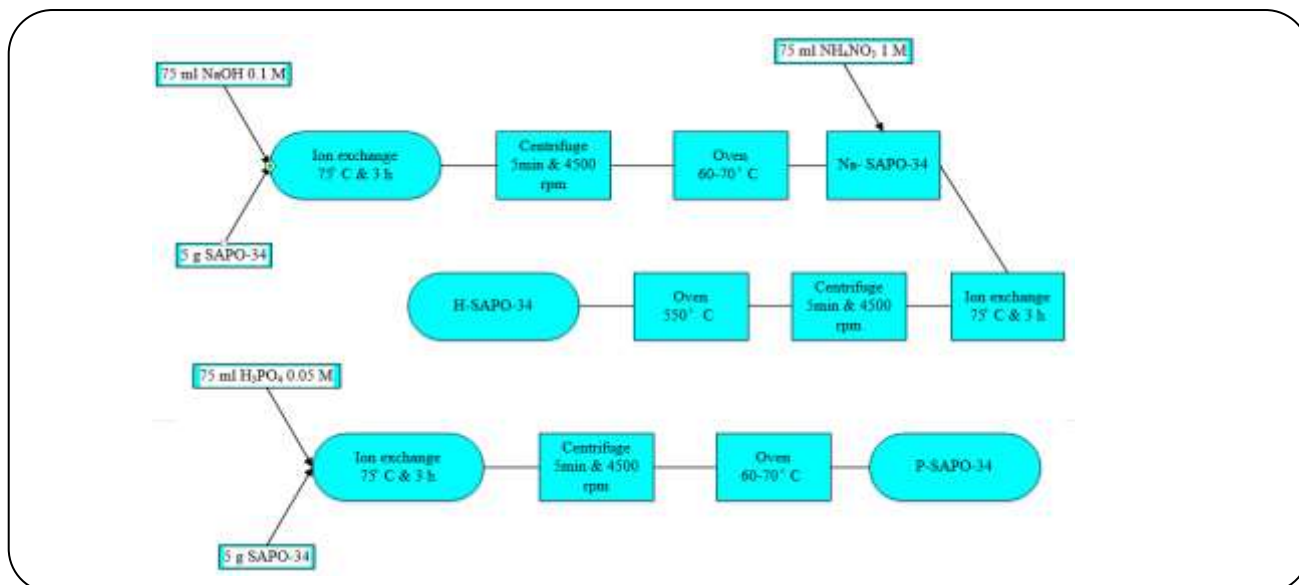 75 ml NH₄NO₃ 1 M
75 ml NaOH 0.1 M
Ion exchange
75° C & 3 h
Centrifuge
5min & 4500
rpm
Oven
60-70° C
Na- SAPO-34
5 g SAPO-34
H-SAPO-34
Oven
550° C
Centrifuge
5min & 4500
rpm
Ion exchange
75° C & 3 h
75 ml H₃PO₄ 0.05 M
Ion exchange
75° C & 3 h
Centrifuge
5min & 4500
rpm
Oven
60-70° C
P-SAPO-34
5 g SAPO-34